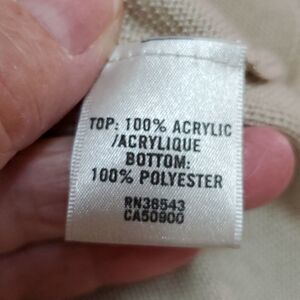 TOP: 100% ACRYLIC
/ACRYLIQUE
BOTTOM:
100% POLYESTER
RN38543
CA50900